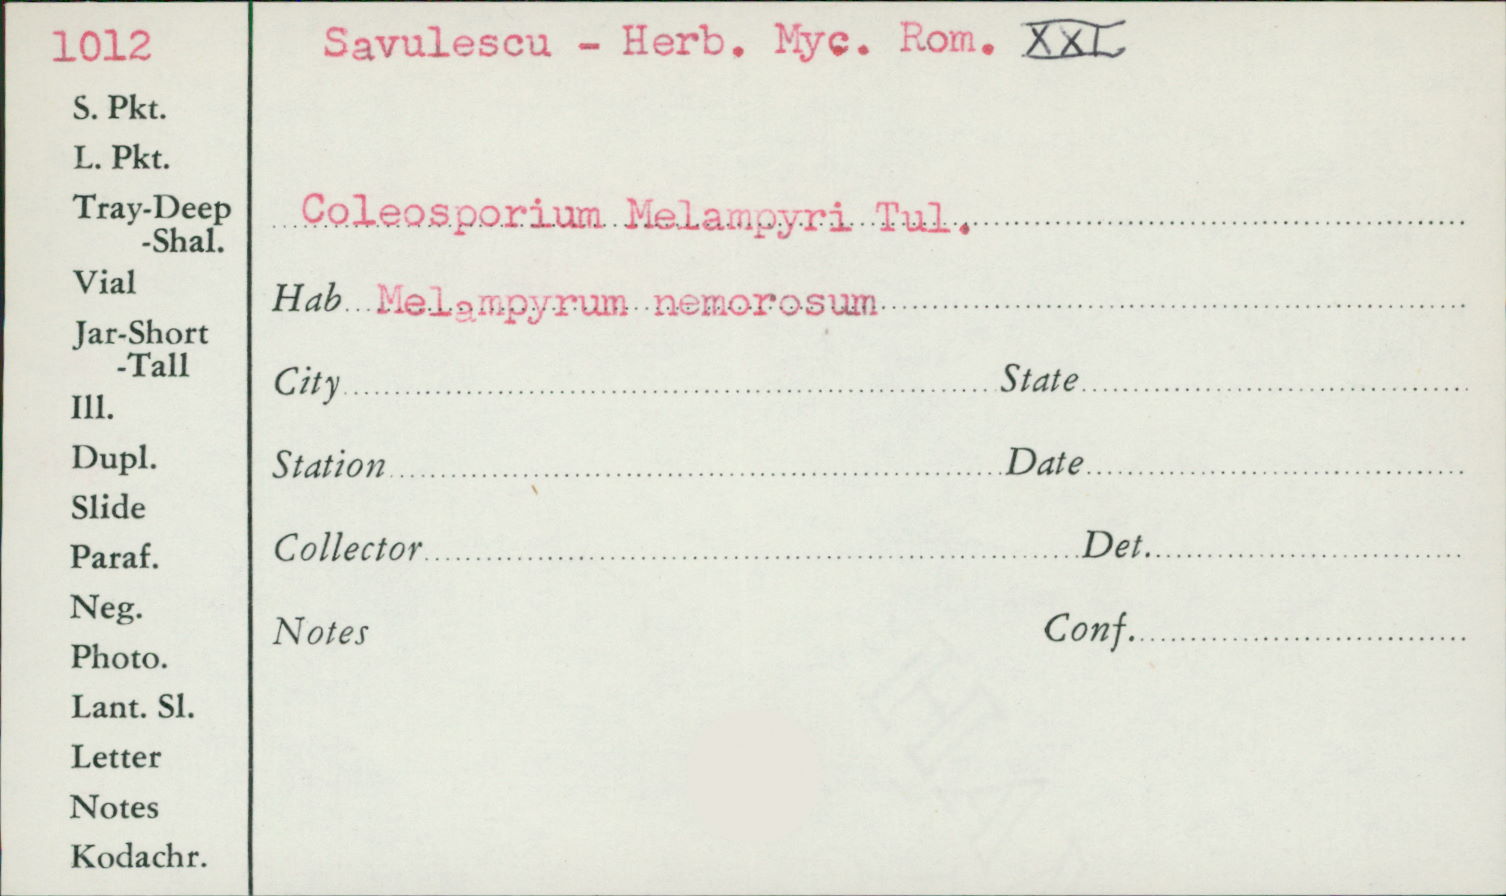 1012
Savulescu - Herb. Myc. Rom. XXI
S. Pkt.
L. Pkt.
Tray-Deep
-Shal.
Vial
Jar-Short
-Tall
Ill.
Dupl.
Slide
Paraf.
Neg.
Photo.
Lant. Sl.
Letter
Notes
Kodachr.
Coleosporium Melampyri Tul.
Hab Melampyrum nemorosum
City State
Station Date
Collector Det.
Notes Conf.